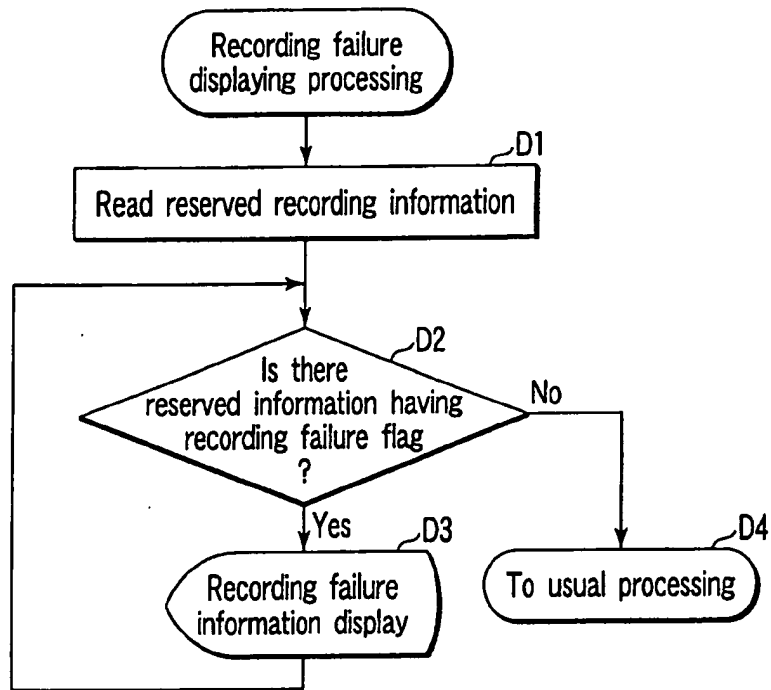 Recording failure
displaying processing
D1
Read reserved recording information
D2
Is there
reserved information having
recording failure flag
?
No
Yes
D3
Recording failure
information display
D4
To usual processing